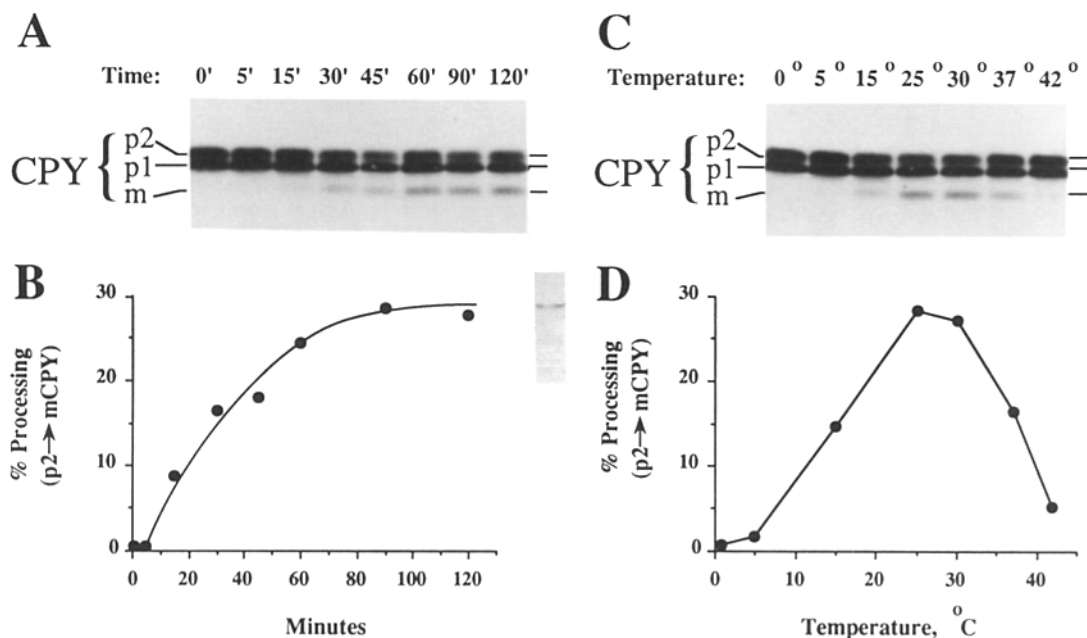 A
Time: 0' 5' 15' 30' 45' 60' 90' 120'
CPY { p2 p1 m
C
Temperature: 0° 5° 15° 25° 30° 37° 42°
CPY { p2 p1 m
B
% Processing
(p2→mCPY)
30
20
10
0
0 20 40 60 80 100 120
Minutes
D
% Processing
(p2→mCPY)
30
20
10
0
0 10 20 30 40
Temperature, °C